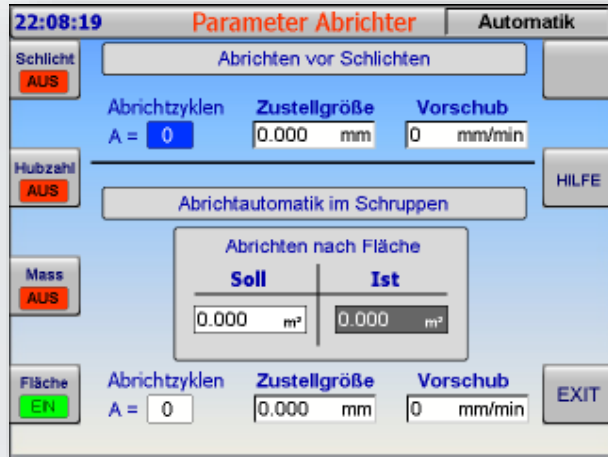 22:08:19 Parameter Abrichter Automatik
Schlicht
AUS
Abrichten vor Schlichten
Abrichtzyklen Zustellgröße Vorschub
A = 0 0.000 mm 0 mm/min
Hubzahl
AUS
HILFE
Abrichtautomatik im Schruppen
Abrichten nach Fläche
Mass
AUS
Soll Ist
0.000 m² 0.000 m²
Fläche
EIN
Abrichtzyklen Zustellgröße Vorschub
A = 0 0.000 mm 0 mm/min
EXIT